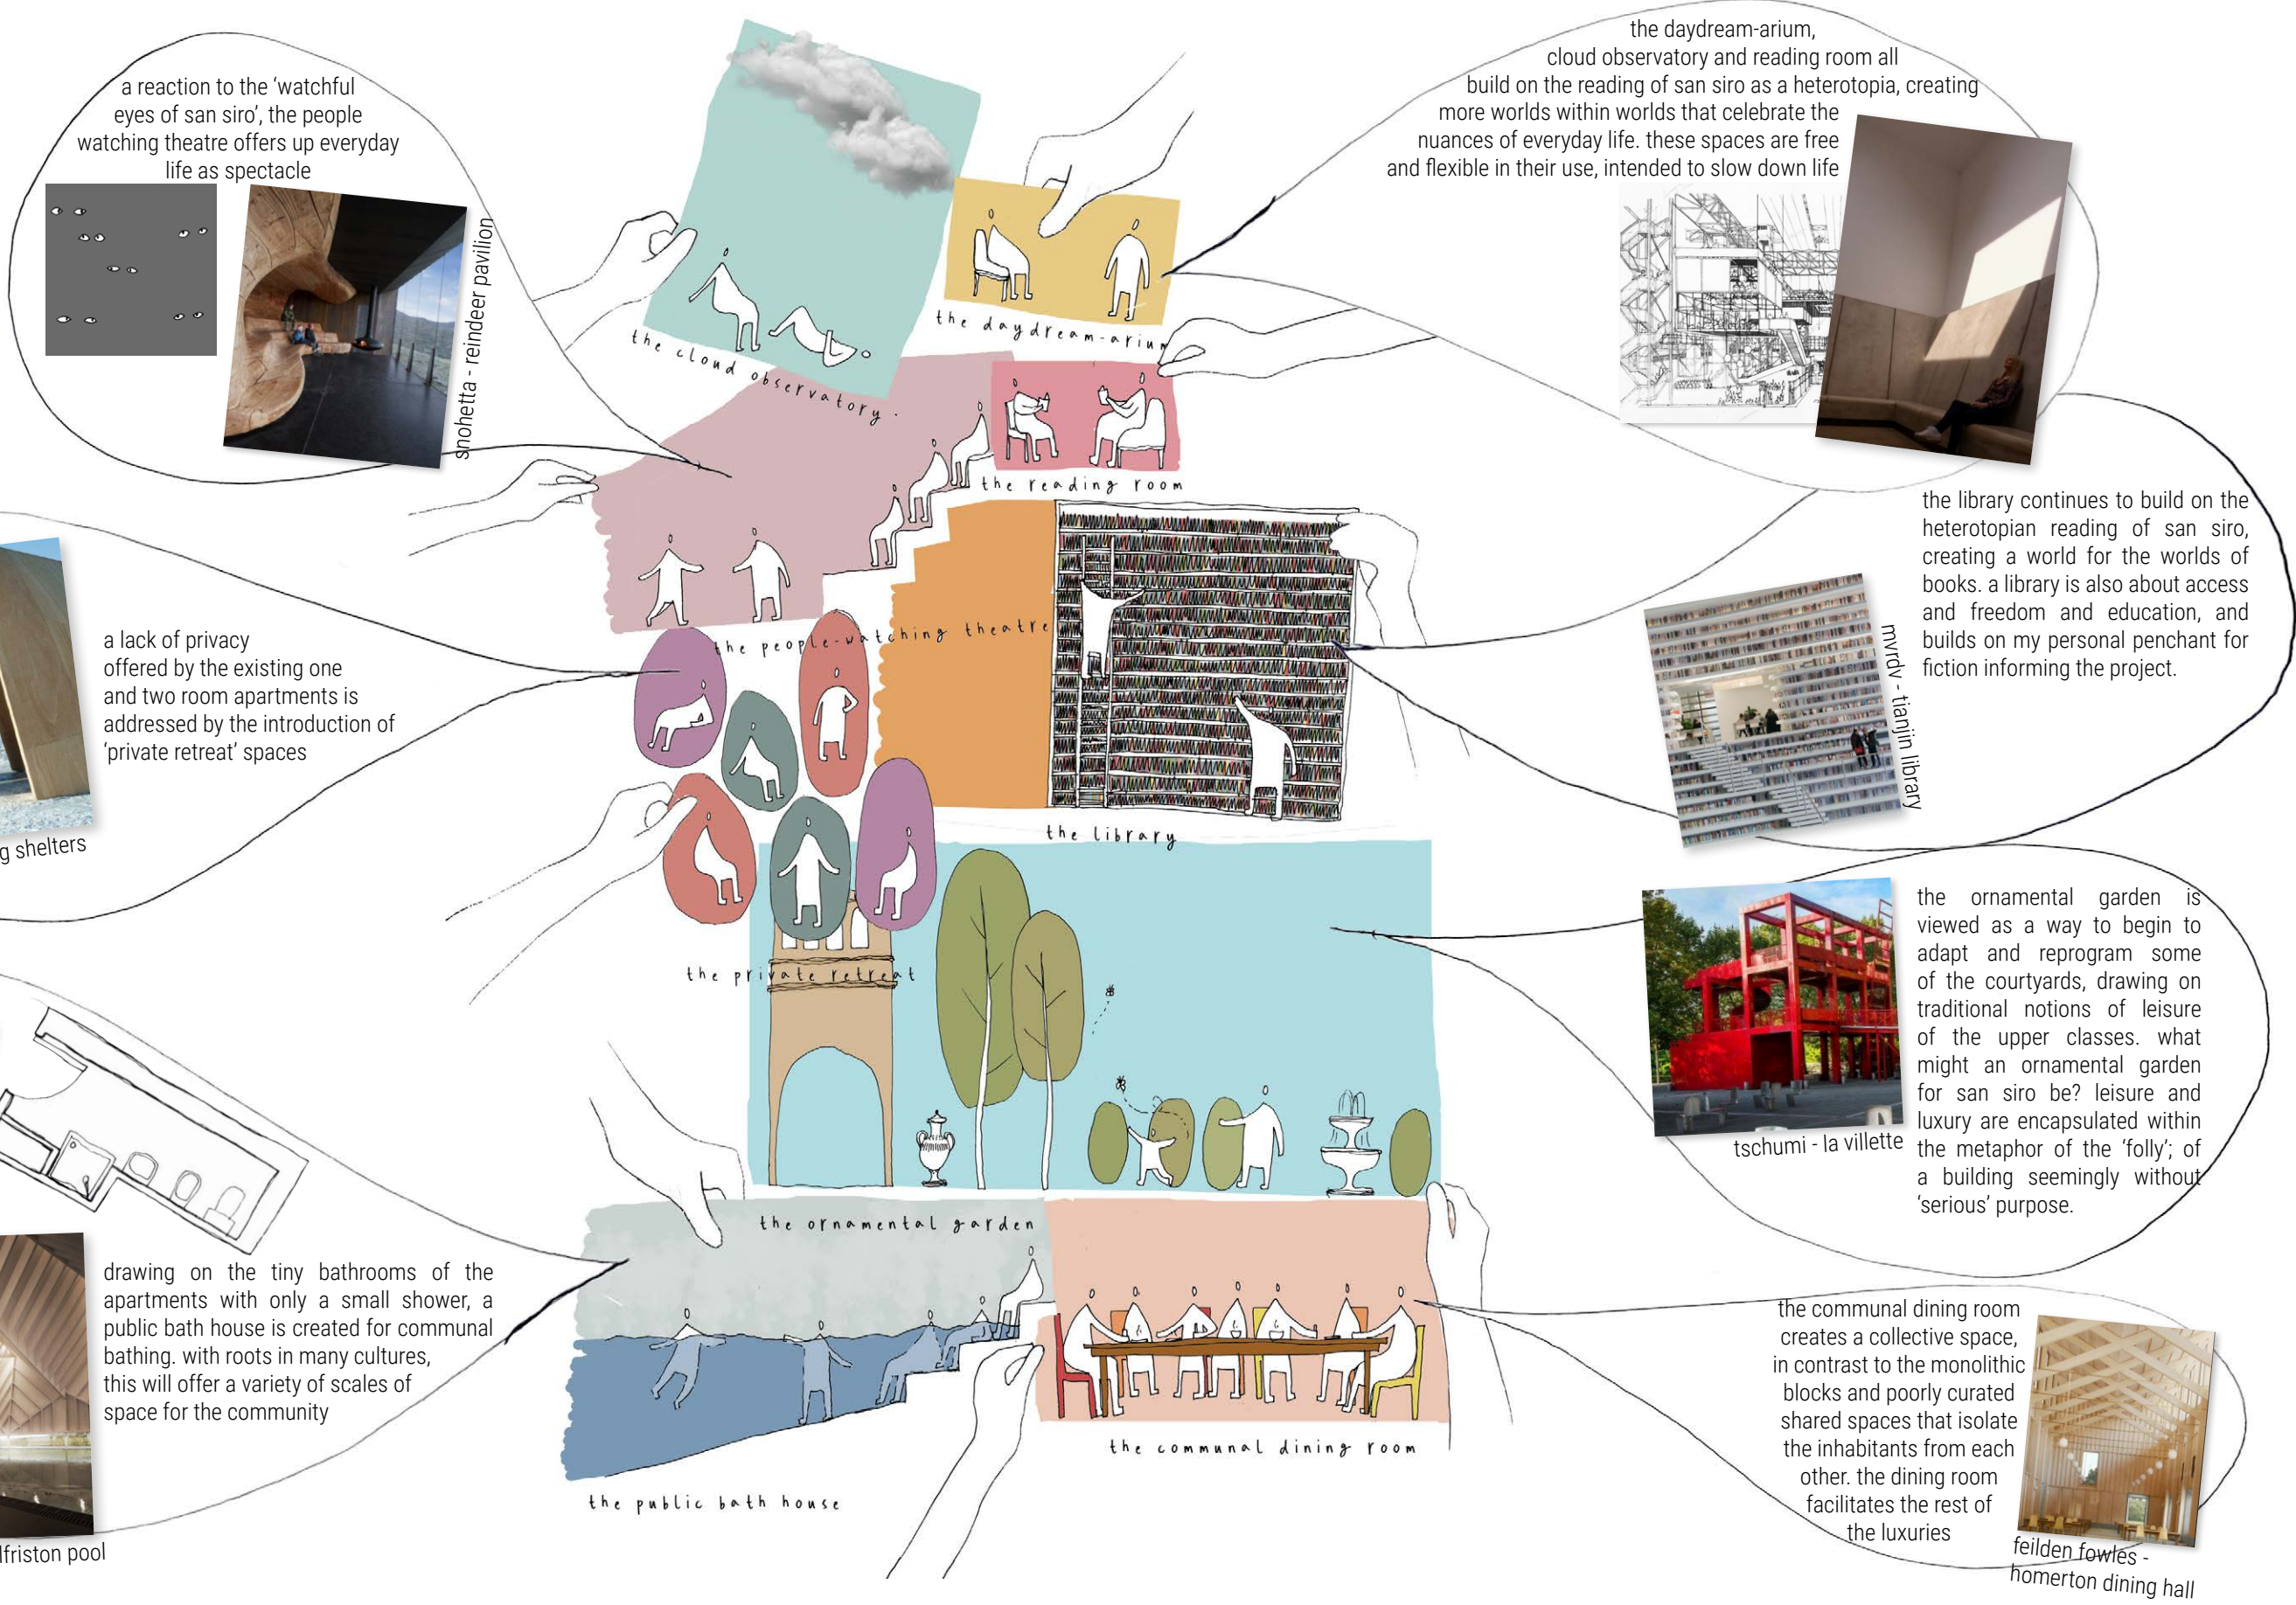 a reaction to the ‘watchful
eyes of san siro’, the people
watching theatre offers up everyday
life as spectacle
snohetta - reindeer pavilion
the daydream-arium,
cloud observatory and reading room all
build on the reading of san siro as a heterotopia, creating
more worlds within worlds that celebrate the
nuances of everyday life. these spaces are free
and flexible in their use, intended to slow down life
the cloud observatory.
the daydream-arium
the reading room
the people-watching theatre
the library
the library continues to build on the
heterotopian reading of san siro,
creating a world for the worlds of
books. a library is also about access
and freedom and education, and
builds on my personal penchant for
fiction informing the project.
mvrdv - tianjin library
a lack of privacy
offered by the existing one
and two room apartments is
addressed by the introduction of
‘private retreat’ spaces
g shelters
the private retreat
the ornamental garden is
viewed as a way to begin to
adapt and reprogram some
of the courtyards, drawing on
traditional notions of leisure
of the upper classes. what
might an ornamental garden
for san siro be? leisure and
luxury are encapsulated within
the metaphor of the ‘folly’; of
a building seemingly without
‘serious’ purpose.
tschumi - la villette
the ornamental garden
drawing on the tiny bathrooms of the
apartments with only a small shower, a
public bath house is created for communal
bathing. with roots in many cultures,
this will offer a variety of scales of
space for the community
lfriston pool
the public bath house
the communal dining room
the communal dining room
creates a collective space,
in contrast to the monolithic
blocks and poorly curated
shared spaces that isolate
the inhabitants from each
other. the dining room
facilitates the rest of
the luxuries
feilden fowles -
homerton dining hall